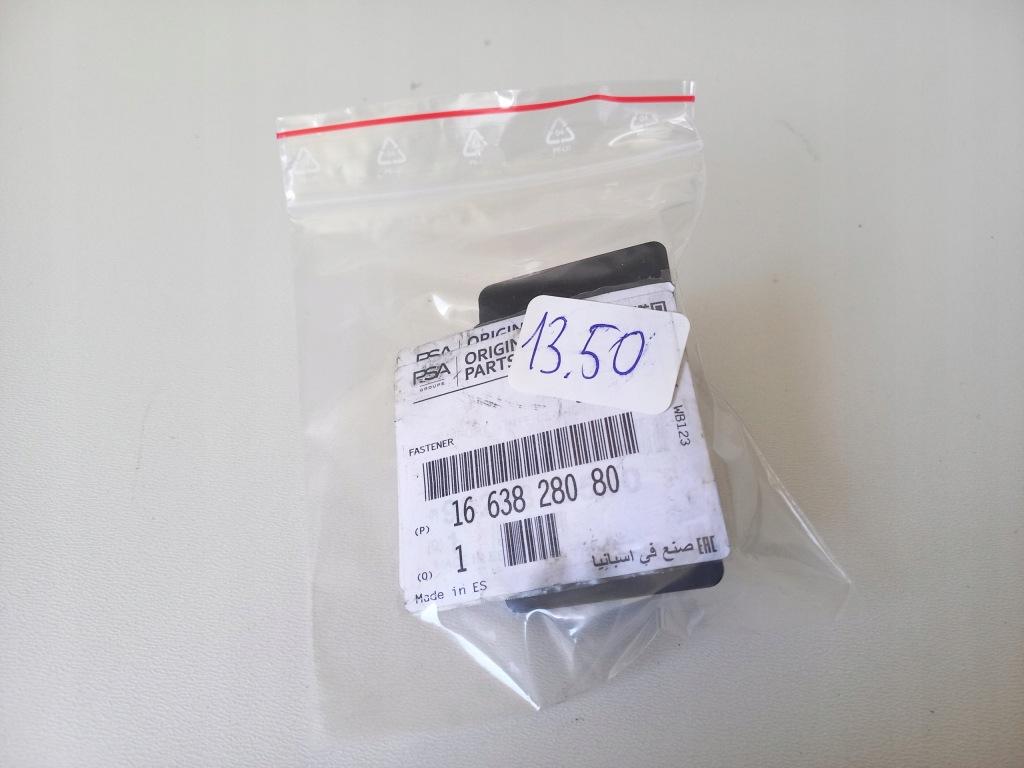 PSA
ORIGIN
PSA
GROUPE
ORIGIN
PARTS
13,50
WB123
FASTENER
(P) 16 638 280 80
(Q) 1
صنع في اسبانيا EAC
Made in ES